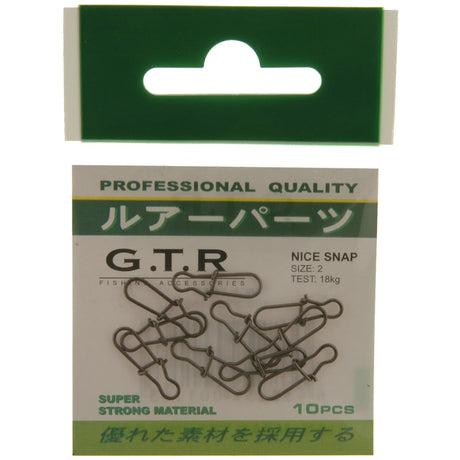 PROFESSIONAL QUALITY
ルアーパーツ
G.T.R
FISHING ACCESSORIES
NICE SNAP
SIZE: 2
TEST: 18kg
SUPER
STRONG MATERIAL
10PCS
優れた素材を採用する